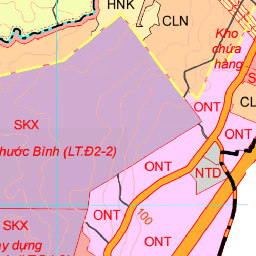 HNK
CLN
Kho
chứa
hàng
ONT
CL
SKX
ONT
hước Bình (LT.Đ2-2)
ONT
NTD
SKX
ONT
100
ONT
ây dựng